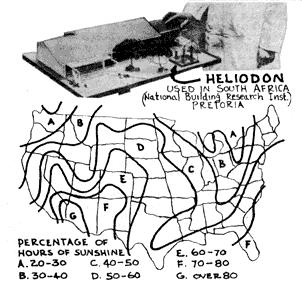 HELIODON
USED IN SOUTH AFRICA
(National Building Research Inst.)
PRETORIA
A
B
A
D
B
C
E
F
G
F
PERCENTAGE OF
HOURS OF SUNSHINE
A. 20-30 C. 40-50 E. 60-70
B. 30-40 D. 50-60 F. 70-80
G. OVER 80